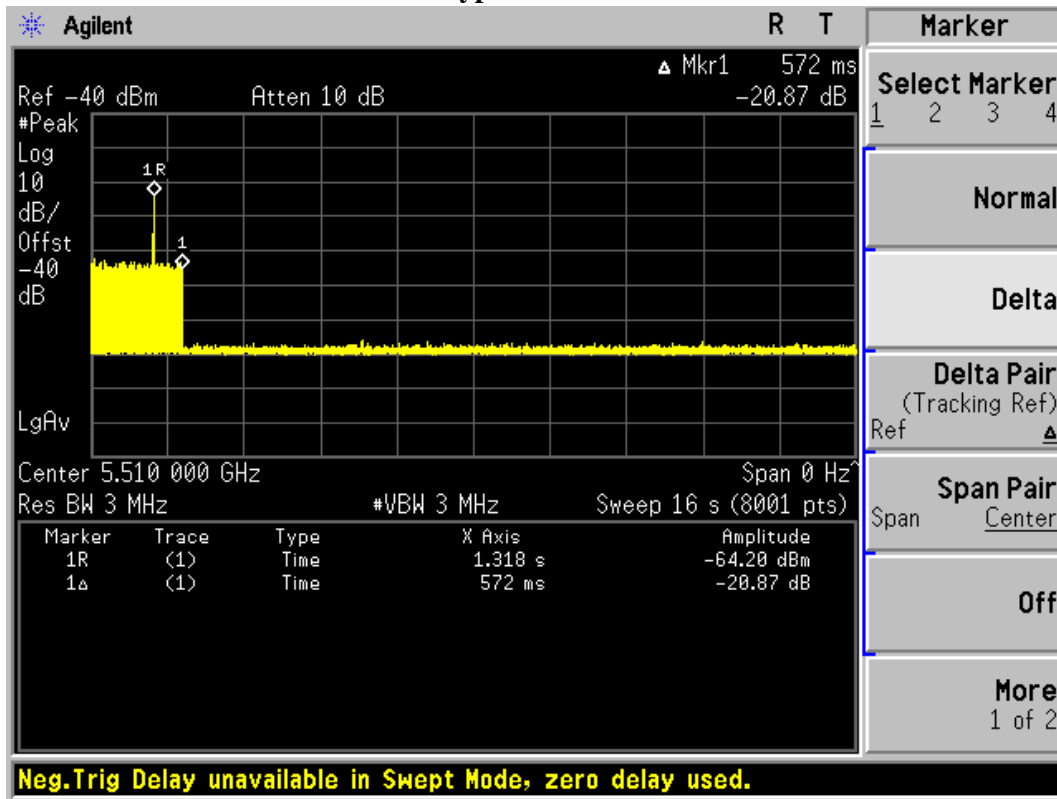 Agilent R T
Δ Mkr1 572 ms
Ref -40 dBm Atten 10 dB -20.87 dB
#Peak
Log
10
dB/
Offst
-40
dB
1R
1
LgAv
Center 5.510 000 GHz Span 0 Hz^
Res BW 3 MHz #VBW 3 MHz Sweep 16 s (8001 pts)
Marker Trace Type X Axis Amplitude
1R (1) Time 1.318 s -64.20 dBm
1Δ (1) Time 572 ms -20.87 dB
Neg.Trig Delay unavailable in Swept Mode, zero delay used.
Marker
Select Marker
1 2 3 4
Normal
Delta
Delta Pair
(Tracking Ref)
Ref Δ
Span Pair
Span Center
Off
More
1 of 2